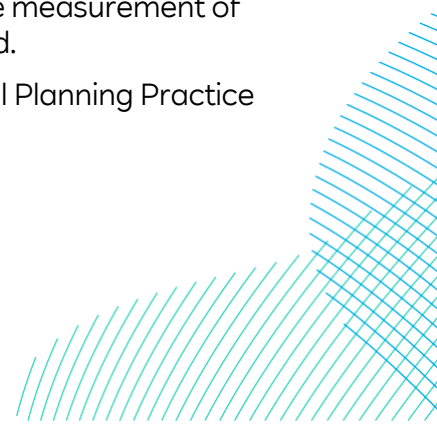 measurement of
d.
l Planning Practice